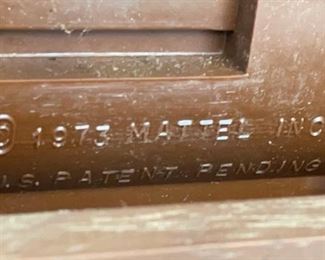 © 1973 MATTEL INC
U.S. PATENT PENDING